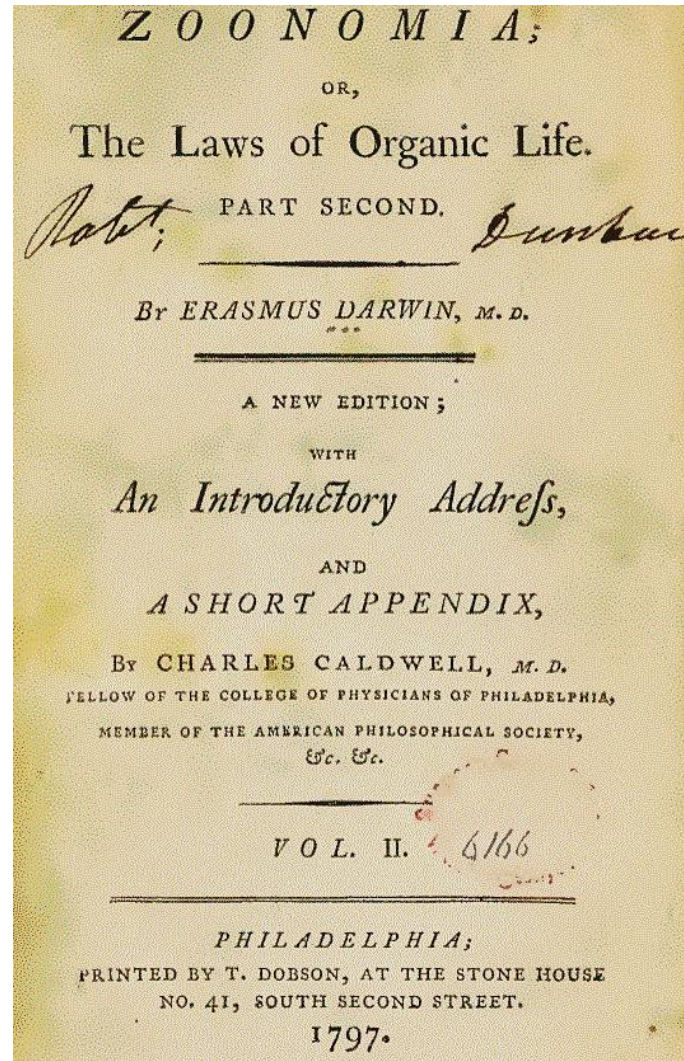 ZOONOMIA;
OR,
The Laws of Organic Life.
PART SECOND.
Robt; Dunbar
By ERASMUS DARWIN, M. D.
A NEW EDITION;
WITH
An Introductory Addreſs,
AND
A SHORT APPENDIX,
By CHARLES CALDWELL, M. D.
FELLOW OF THE COLLEGE OF PHYSICIANS OF PHILADELPHIA,
MEMBER OF THE AMERICAN PHILOSOPHICAL SOCIETY,
&c. &c.
VOL. II. 6166
PHILADELPHIA;
PRINTED BY T. DOBSON, AT THE STONE HOUSE
NO. 41, SOUTH SECOND STREET.
1797.